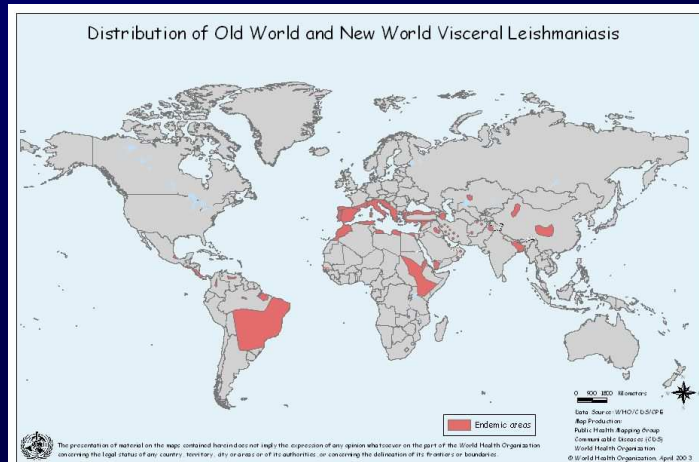 Distribution of Old World and New World Visceral Leishmaniasis
0 900 1800 Kilometers
Endemic areas
Data Source: WHO/CDS/CPE
Map Production:
Public Health Mapping Group
Communicable Diseases (CDS)
World Health Organization
© World Health Organization, April 2003
The presentation of material on the maps contained herein does not imply the expression of any opinion whatsoever on the part of the World Health Organization
concerning the legal status of any country, territory, city or areas or of its authorities, or concerning the delineation of its frontiers or boundaries.